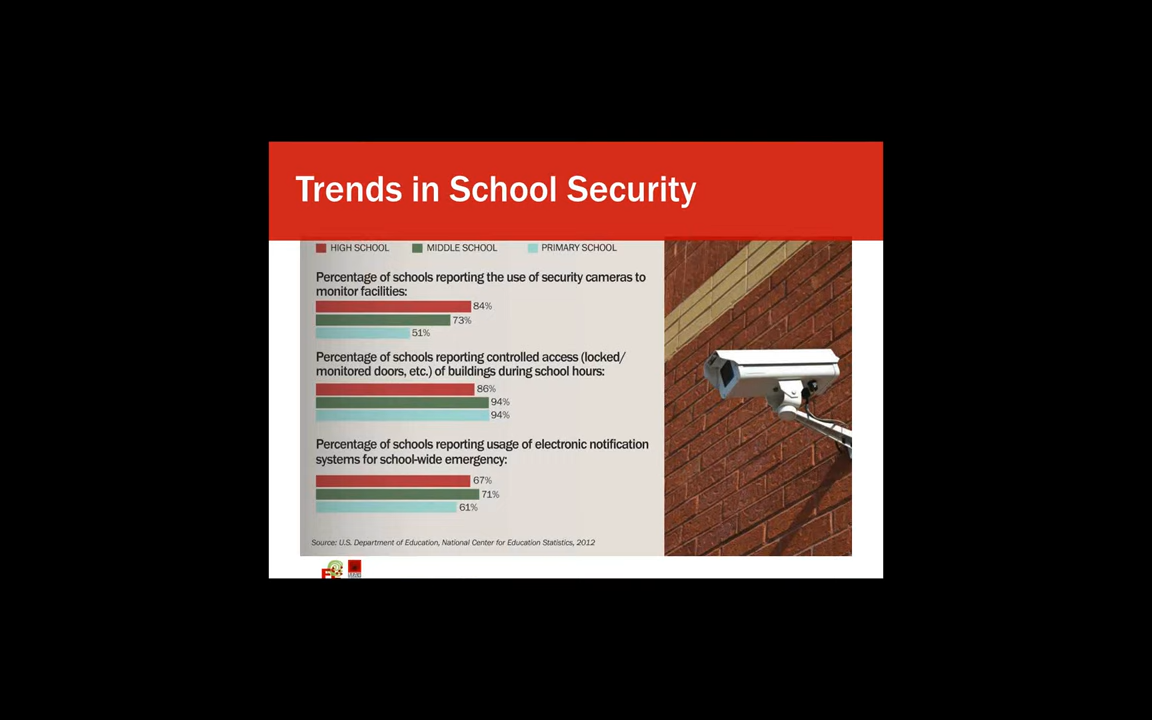 Trends in School Security
HIGH SCHOOL MIDDLE SCHOOL PRIMARY SCHOOL
Percentage of schools reporting the use of security cameras to
monitor facilities:
84%
73%
51%
Percentage of schools reporting controlled access (locked/
monitored doors, etc.) of buildings during school hours:
86%
94%
94%
Percentage of schools reporting usage of electronic notification
systems for school-wide emergency:
67%
71%
61%
Source: U.S. Department of Education, National Center for Education Statistics, 2012